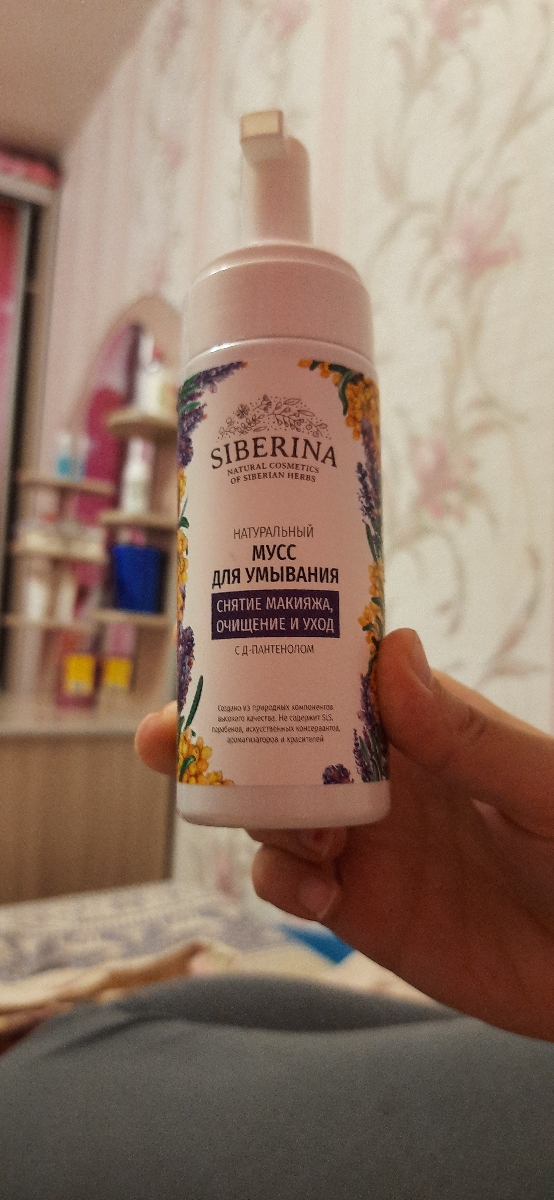 SIBERINA
NATURAL COSMETICS
OF SIBERIAN HERBS
НАТУРАЛЬНЫЙ
МУСС
ДЛЯ УМЫВАНИЯ
СНЯТИЕ МАКИЯЖА,
ОЧИЩЕНИЕ И УХОД
С Д-ПАНТЕНОЛОМ
Создано из природных компонентов
высокого качества. Не содержит SLS,
парабенов, искусственных консервантов,
ароматизаторов и красителей